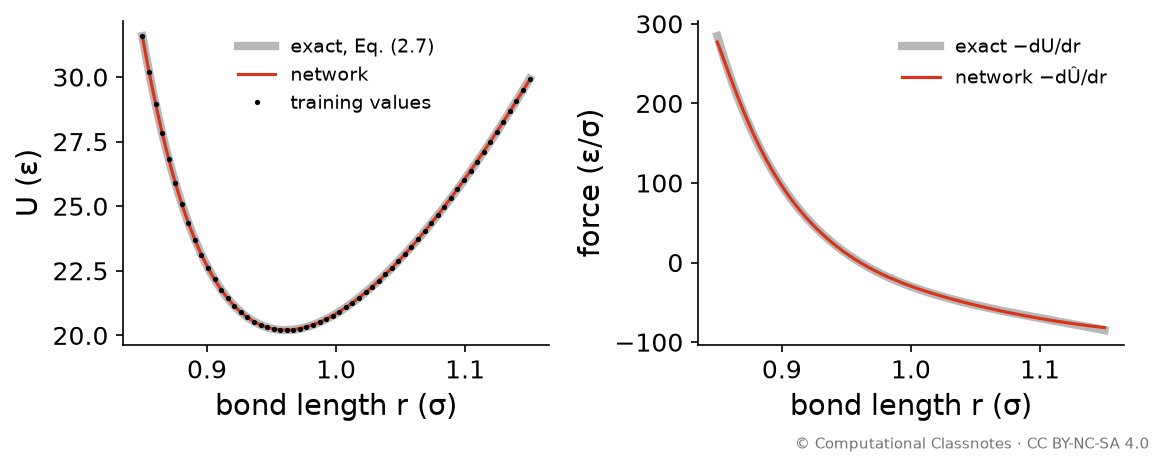 exact, Eq. (2.7)
network
training values
30.0
27.5
25.0
22.5
20.0
U (ε)
0.9 1.0 1.1
bond length r (σ)
exact −dU/dr
network −dÛ/dr
300
200
100
0
−100
force (ε/σ)
0.9 1.0 1.1
bond length r (σ)
© Computational Classnotes · CC BY-NC-SA 4.0